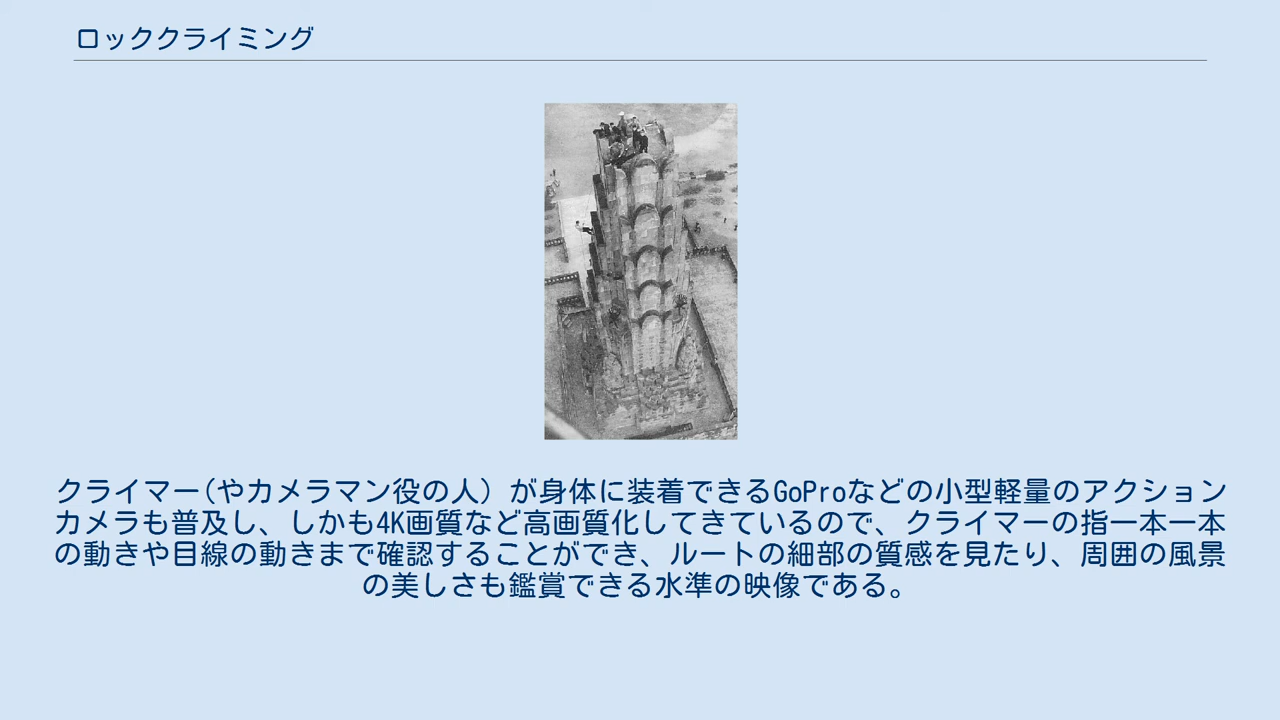 ロッククライミング
クライマー(やカメラマン役の人) が身体に装着できるGoProなどの小型軽量のアクション
カメラも普及し、しかも4K画質など高画質化してきているので、クライマーの指一本一本
の動きや目線の動きまで確認することができ、ルートの細部の質感を見たり、周囲の風景
の美しさも鑑賞できる水準の映像である。